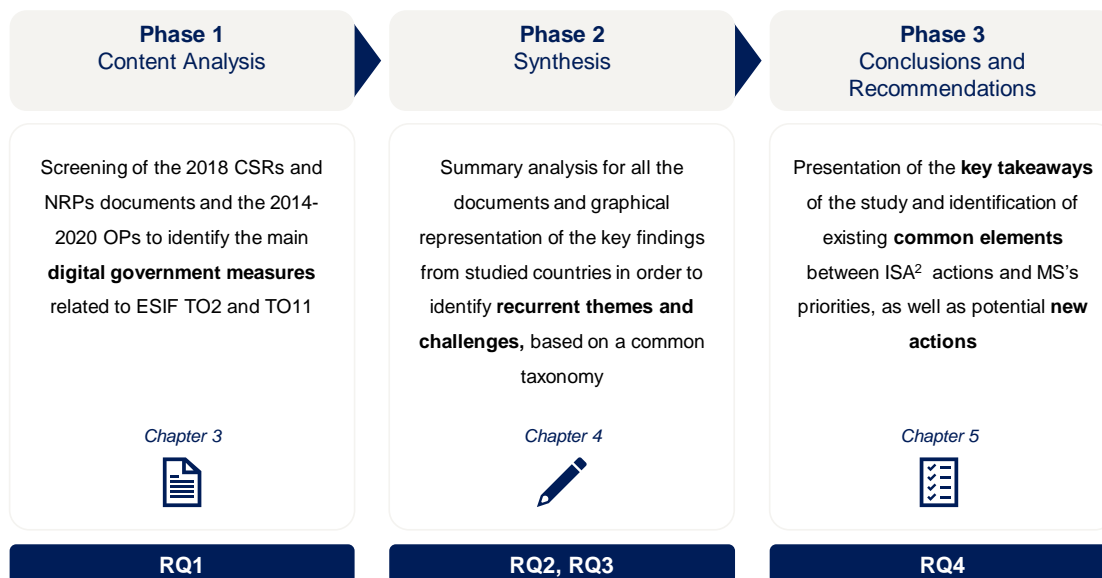 Phase 1
Content Analysis
Screening of the 2018 CSRs and
NRPs documents and the 2014-
2020 OPs to identify the main
digital government measures
related to ESIF TO2 and TO11
Chapter 3
RQ1
Phase 2
Synthesis
Summary analysis for all the
documents and graphical
representation of the key findings
from studied countries in order to
identify recurrent themes and
challenges, based on a common
taxonomy
Chapter 4
RQ2, RQ3
Phase 3
Conclusions and
Recommendations
Presentation of the key takeaways
of the study and identification of
existing common elements
between ISA² actions and MS's
priorities, as well as potential new
actions
Chapter 5
RQ4